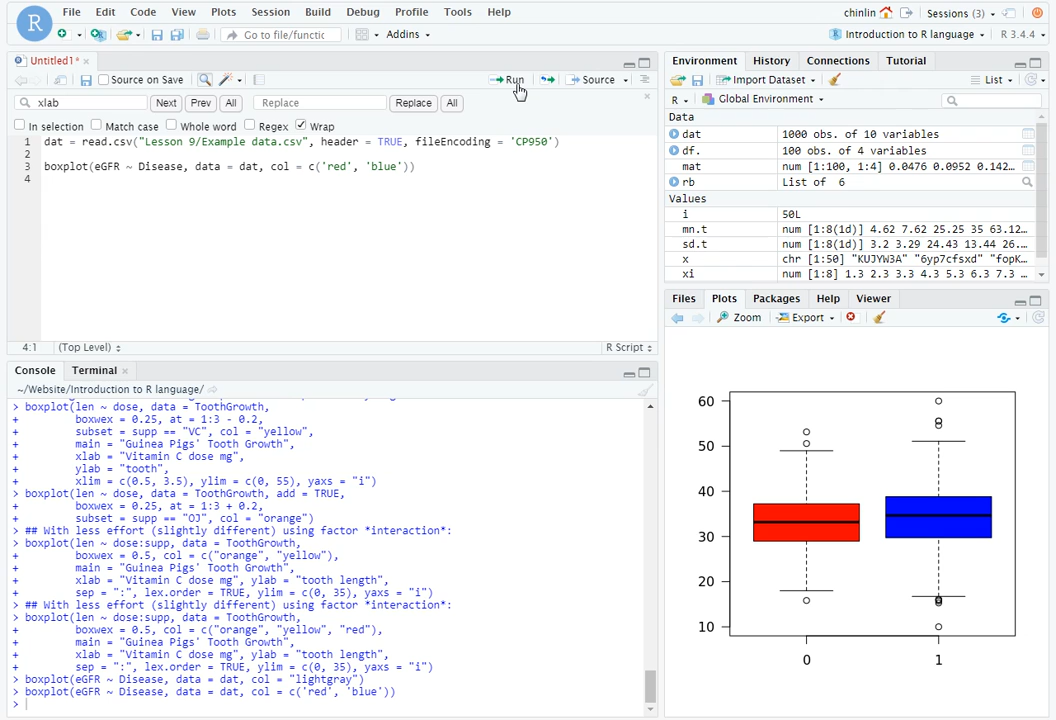 File Edit Code View Plots Session Build Debug Profile Tools Help
chinlin Sessions (3)
R
Go to file/functic Addins
Introduction to R language R 3.4.4
Untitled1*
Source on Save Run Source
xlab Next Prev All Replace Replace All
In selection Match case Whole word Regex Wrap
1 dat = read.csv("Lesson 9/Example data.csv", header = TRUE, fileEncoding = 'CP950')
2
3 boxplot(eGFR ~ Disease, data = dat, col = c('red', 'blue'))
4
4:1 (Top Level) R Script
Console Terminal
~/Website/Introduction to R language/
> boxplot(len ~ dose, data = ToothGrowth,
+ boxwex = 0.25, at = 1:3 - 0.2,
+ subset = supp == "VC", col = "yellow",
+ main = "Guinea Pigs' Tooth Growth",
+ xlab = "Vitamin C dose mg",
+ ylab = "tooth",
+ xlim = c(0.5, 3.5), ylim = c(0, 55), yaxs = "i")
> boxplot(len ~ dose, data = ToothGrowth, add = TRUE,
+ boxwex = 0.25, at = 1:3 + 0.2,
+ subset = supp == "OJ", col = "orange")
> ## With less effort (slightly different) using factor *interaction*:
> boxplot(len ~ dose:supp, data = ToothGrowth,
+ boxwex = 0.5, col = c("orange", "yellow"),
+ main = "Guinea Pigs' Tooth Growth",
+ xlab = "Vitamin C dose mg", ylab = "tooth length",
+ sep = ":", lex.order = TRUE, ylim = c(0, 35), yaxs = "i")
> ## With less effort (slightly different) using factor *interaction*:
> boxplot(len ~ dose:supp, data = ToothGrowth,
+ boxwex = 0.5, col = c("orange", "yellow", "red"),
+ main = "Guinea Pigs' Tooth Growth",
+ xlab = "Vitamin C dose mg", ylab = "tooth length",
+ sep = ":", lex.order = TRUE, ylim = c(0, 35), yaxs = "i")
> boxplot(eGFR ~ Disease, data = dat, col = "lightgray")
> boxplot(eGFR ~ Disease, data = dat, col = c('red', 'blue'))
>
Environment History Connections Tutorial
Import Dataset List
R Global Environment
Data
dat 1000 obs. of 10 variables
df. 100 obs. of 4 variables
mat num [1:100, 1:4] 0.0476 0.0952 0.142…
rb List of 6
Values
i 50L
mn.t num [1:8(1d)] 4.62 7.62 25.25 35 63.12…
sd.t num [1:8(1d)] 3.2 3.29 24.43 13.44 26.…
x chr [1:50] "KUJYW3A" "6yp7cfsxd" "fopK…
xi num [1:8] 1.3 2.3 3.3 4.3 5.3 6.3 7.3 …
Files Plots Packages Help Viewer
Zoom Export
60
50
40
30
20
10
0 1